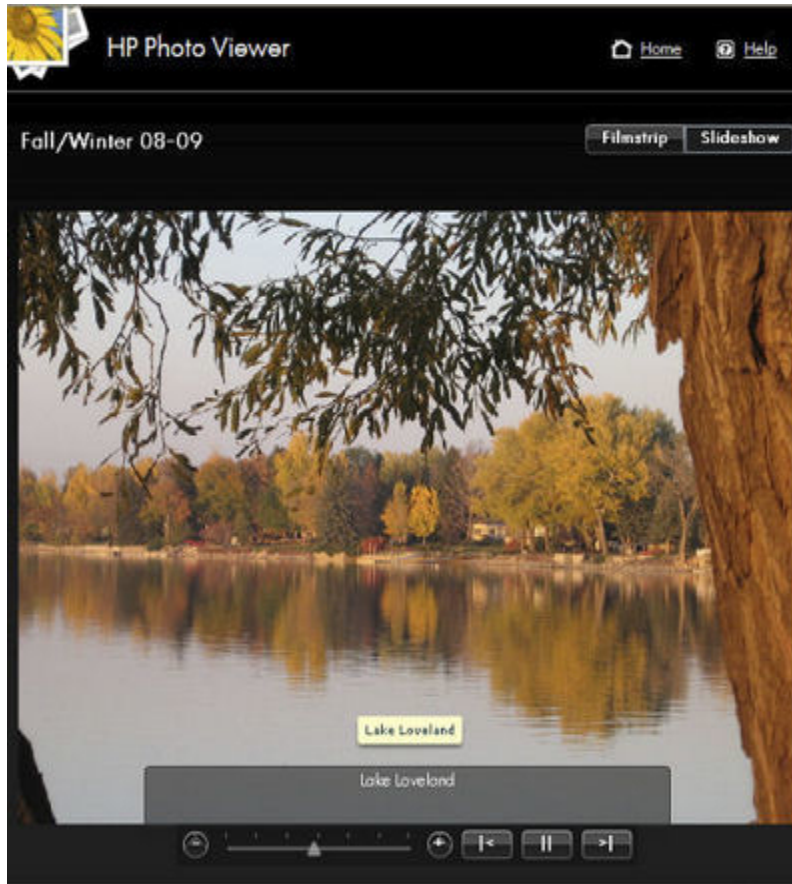 HP Photo Viewer
Home
Help
Fall/Winter 08-09
Filmstrip
Slideshow
Lake Loveland
Lake Loveland